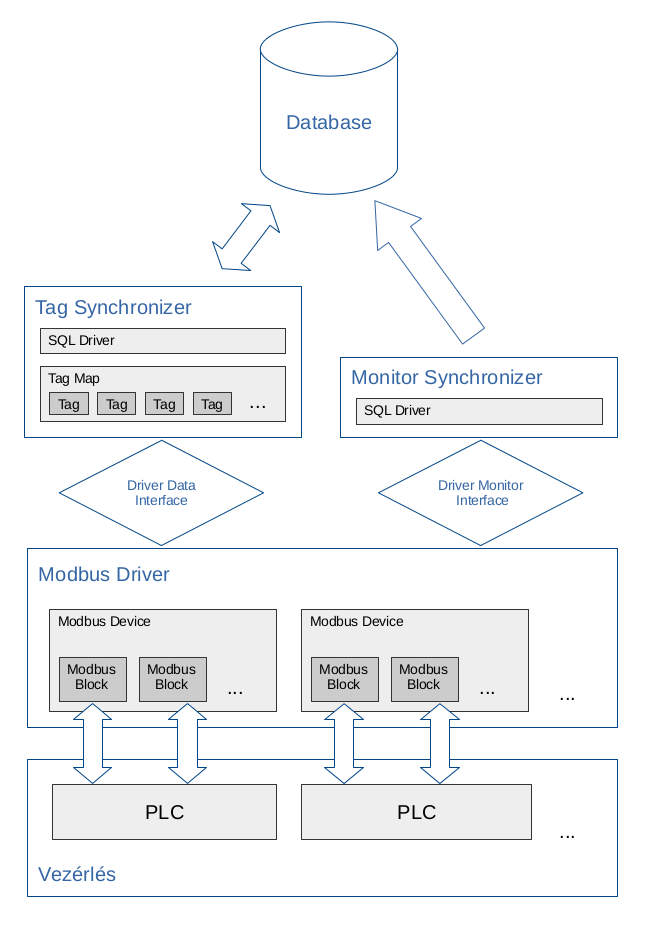 Database
Tag Synchronizer
SQL Driver
Tag Map
Tag Tag Tag Tag ...
Monitor Synchronizer
SQL Driver
Driver Data
Interface
Driver Monitor
Interface
Modbus Driver
Modbus Device
Modbus
Block
Modbus
Block
...
Modbus Device
Modbus
Block
Modbus
Block
...
...
PLC
PLC
...
Vezérlés